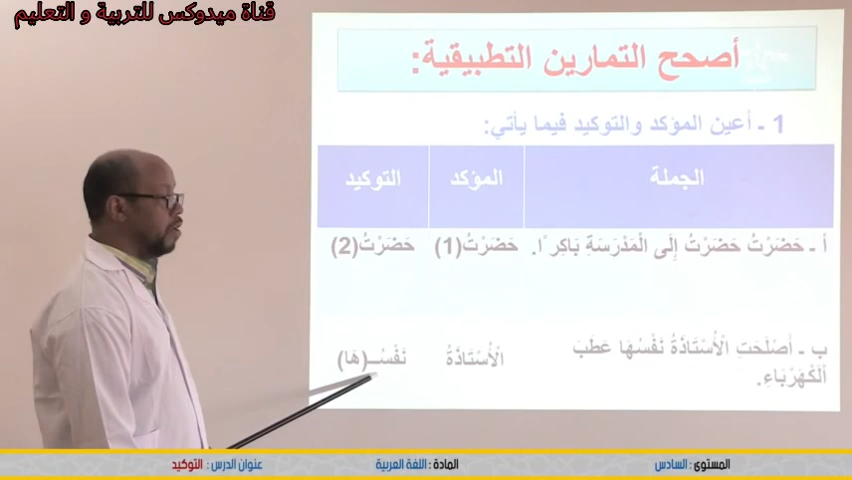 قناة ميدوكس للتربية و التعليم
أصحح التمارين التطبيقية:
1 ـ أعين المؤكد والتوكيد فيما يأتي:
الجملة المؤكد التوكيد
أ ـ حَضَرْتُ حَضَرْتُ إِلَى الْمَدْرَسَةِ بَاكِرًا. حَضَرْتُ(1) حَضَرْتُ(2)
ب ـ أَصْلَحَتِ الْأُسْتَاذَةُ نَفْسُهَا عَطَبَ الْأُسْتَاذَةُ نَفْسُـ(هَا)
الْكَهْرَبَاءِ.
المستوى : السادس المادة : اللغة العربية عنوان الدرس : التوكيد